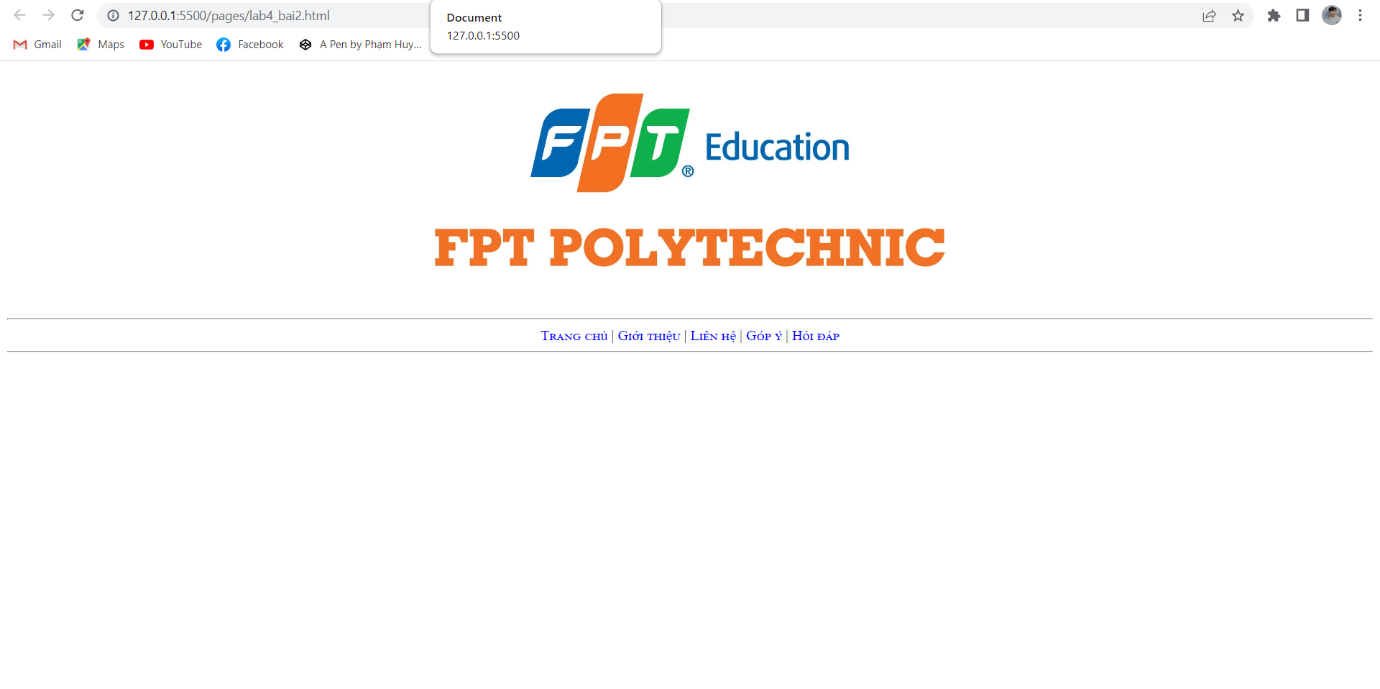 127.0.0.1:5500/pages/lab4_bai2.html
Document
127.0.0.1:5500
Gmail Maps YouTube Facebook A Pen by Phạm Huy...
FPT® Education
FPT POLYTECHNIC
Trang chủ | Giới thiệu | Liên hệ | Góp ý | Hỏi đáp